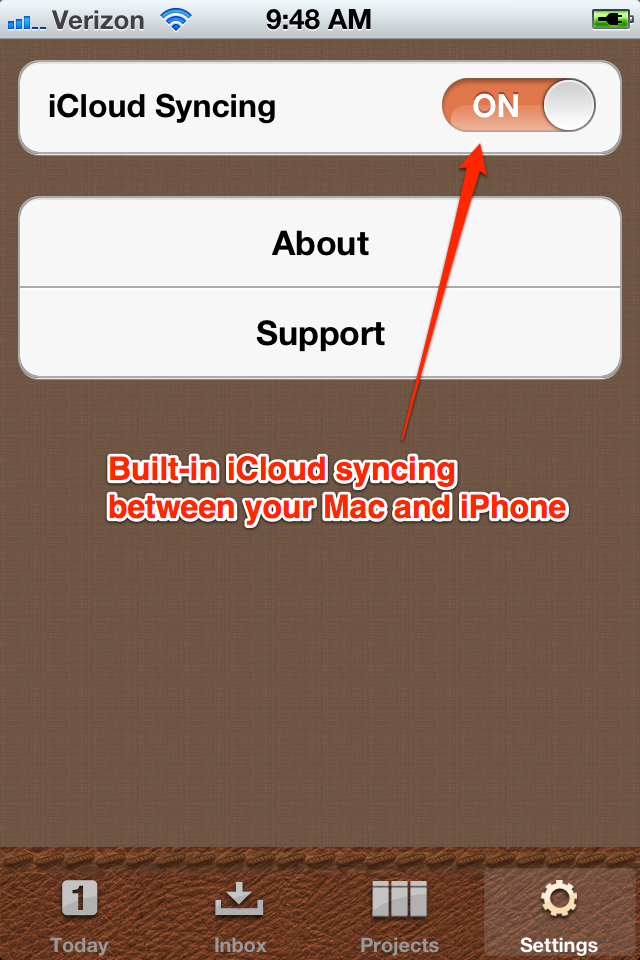 Verizon 9:48 AM
iCloud Syncing ON
About
Support
Built-in iCloud syncing
between your Mac and iPhone
1
Today Inbox Projects Settings